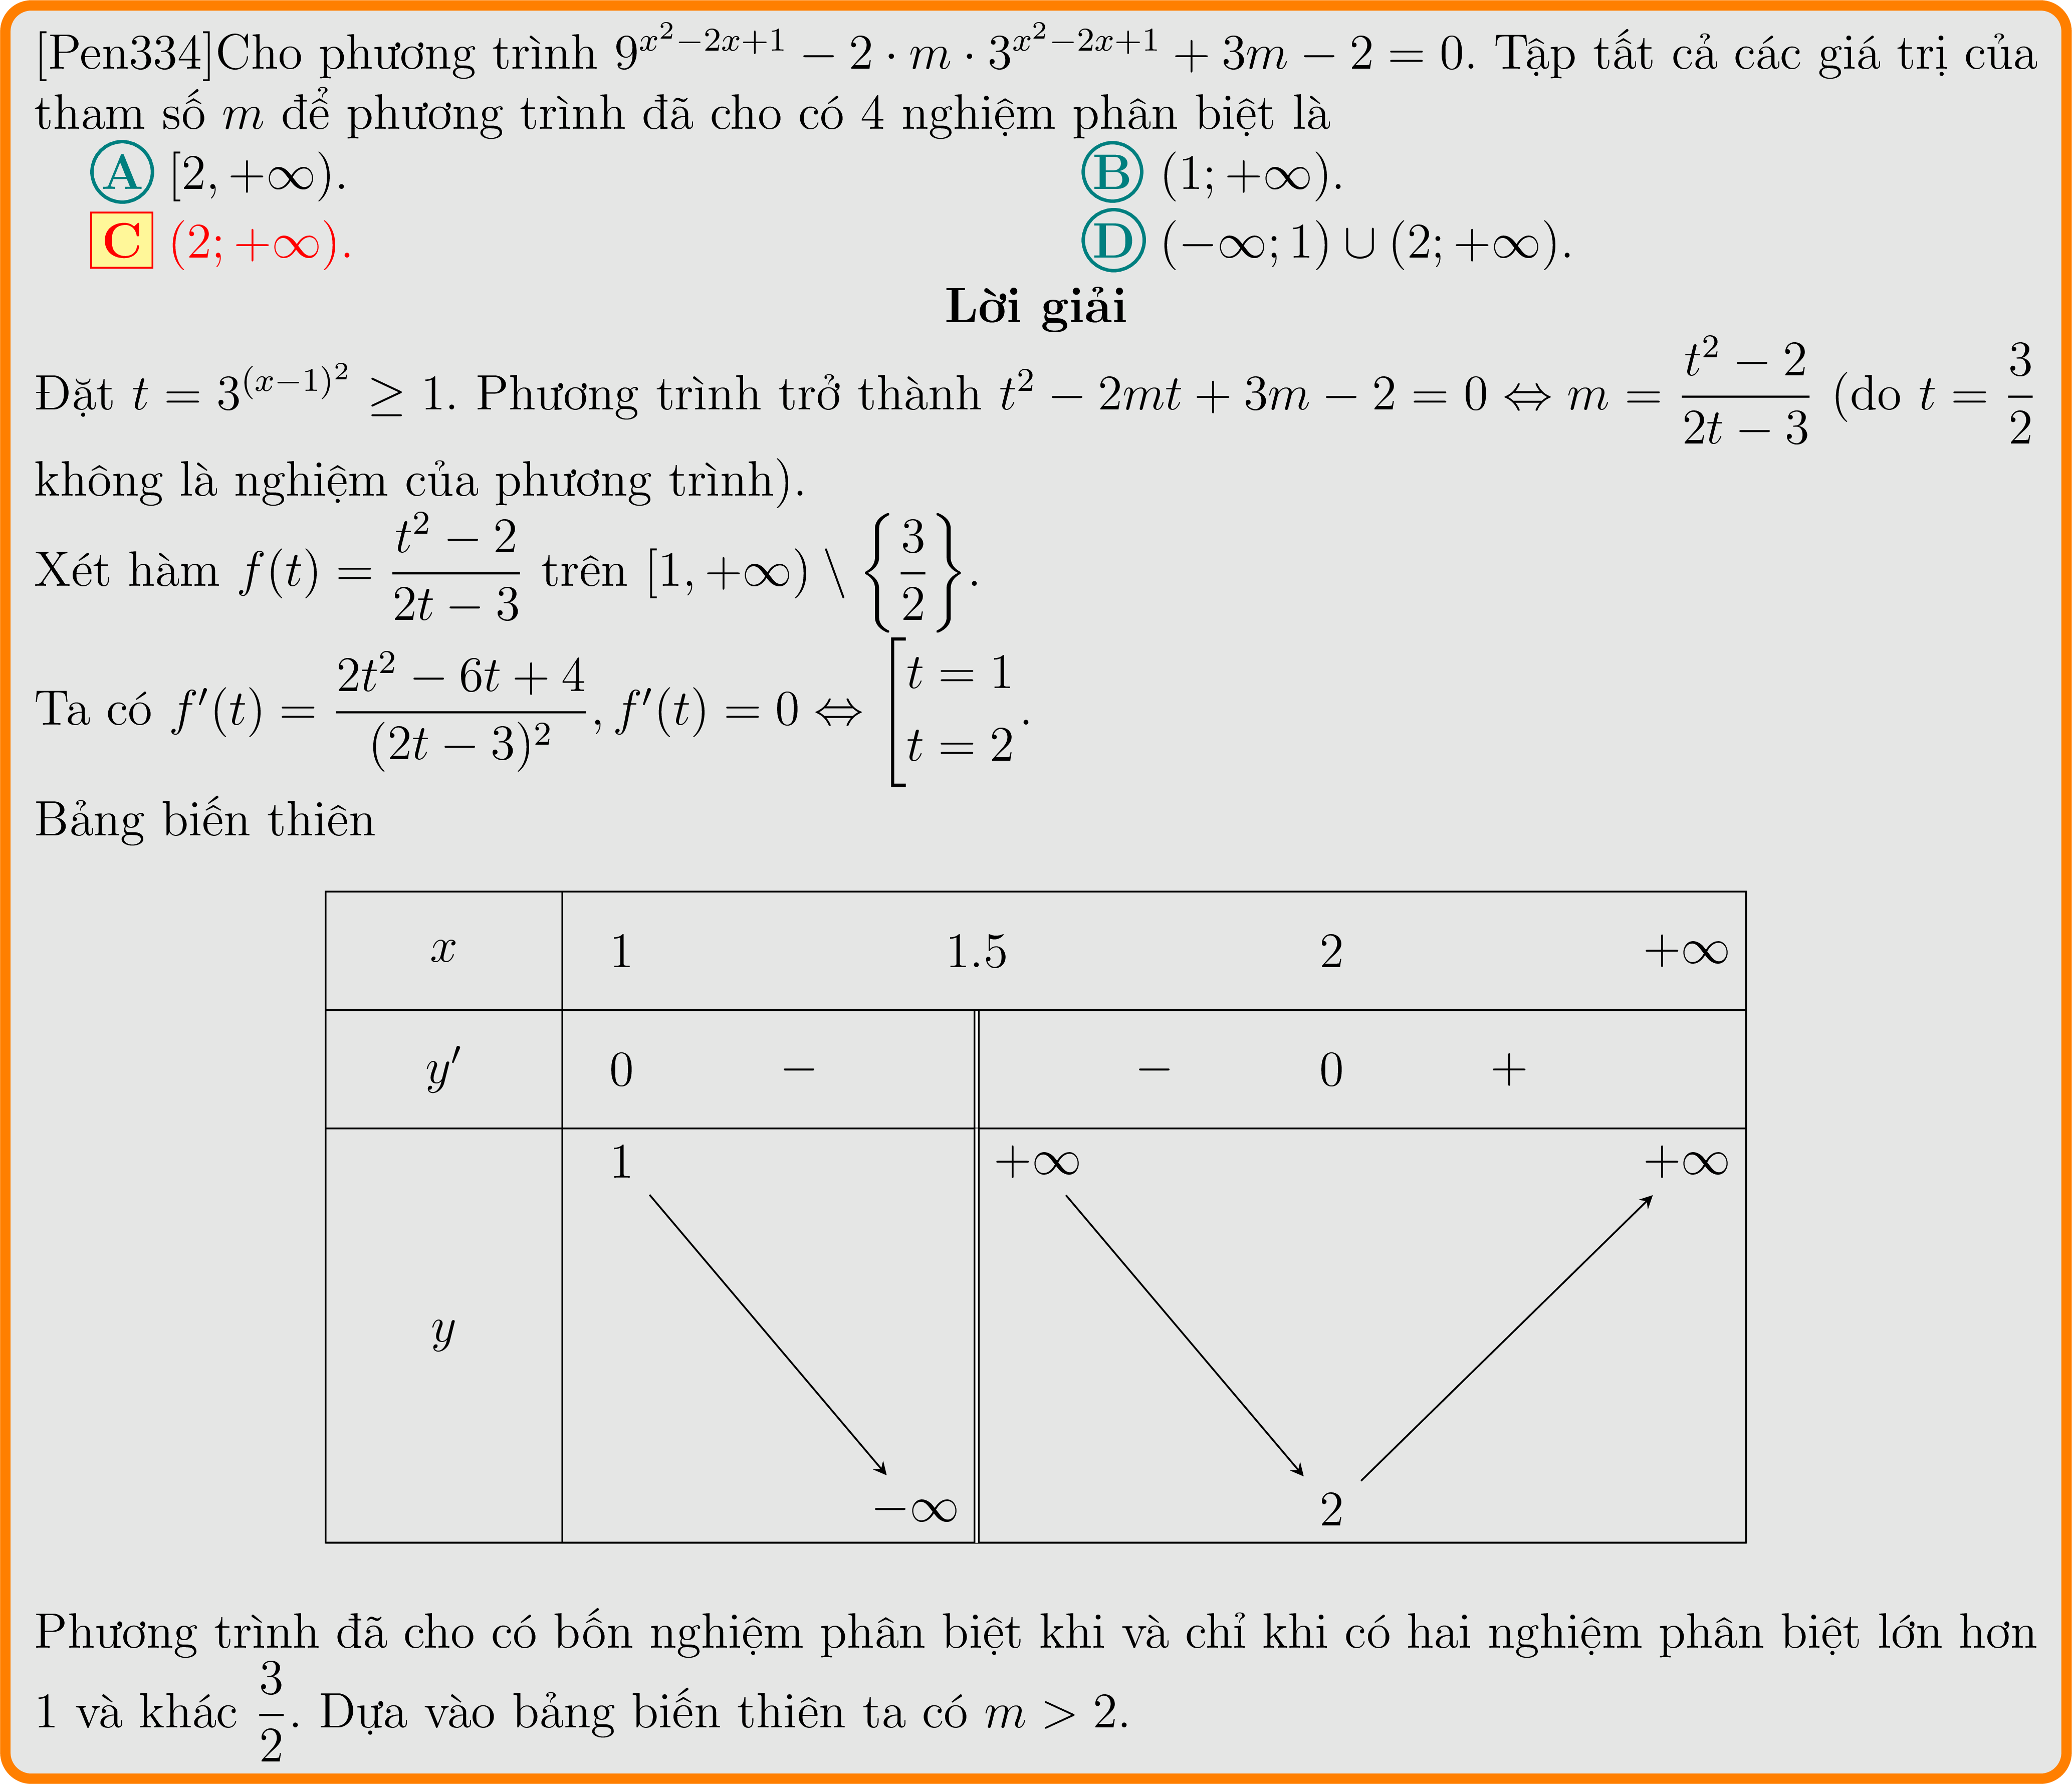 [Pen334]Cho phương trình $9^{x^2-2x+1} - 2 \cdot m \cdot 3^{x^2-2x+1} + 3m - 2 = 0$. Tập tất cả các giá trị của
tham số $m$ để phương trình đã cho có 4 nghiệm phân biệt là
A $[2, +\infty)$. B $(1; +\infty)$.
C $(2; +\infty)$. D $(-\infty; 1) \cup (2; +\infty)$.
Lời giải
Đặt $t = 3^{(x-1)^2} \geq 1$. Phương trình trở thành $t^2 - 2mt + 3m - 2 = 0 \Leftrightarrow m = \dfrac{t^2 - 2}{2t - 3}$ (do $t = \dfrac{3}{2}$
không là nghiệm của phương trình).
Xét hàm $f(t) = \dfrac{t^2 - 2}{2t - 3}$ trên $[1, +\infty) \setminus \left\{\dfrac{3}{2}\right\}$.
Ta có $f'(t) = \dfrac{2t^2 - 6t + 4}{(2t - 3)^2}, f'(t) = 0 \Leftrightarrow \left[\begin{array}{l} t = 1 \\ t = 2 \end{array}\right.$.
Bảng biến thiên
$x$ 1 1.5 2 $+\infty$
$y'$ 0 − − 0 +
1 $+\infty$ $+\infty$
$y$
$-\infty$ 2
Phương trình đã cho có bốn nghiệm phân biệt khi và chỉ khi có hai nghiệm phân biệt lớn hơn
1 và khác $\dfrac{3}{2}$. Dựa vào bảng biến thiên ta có $m > 2$.